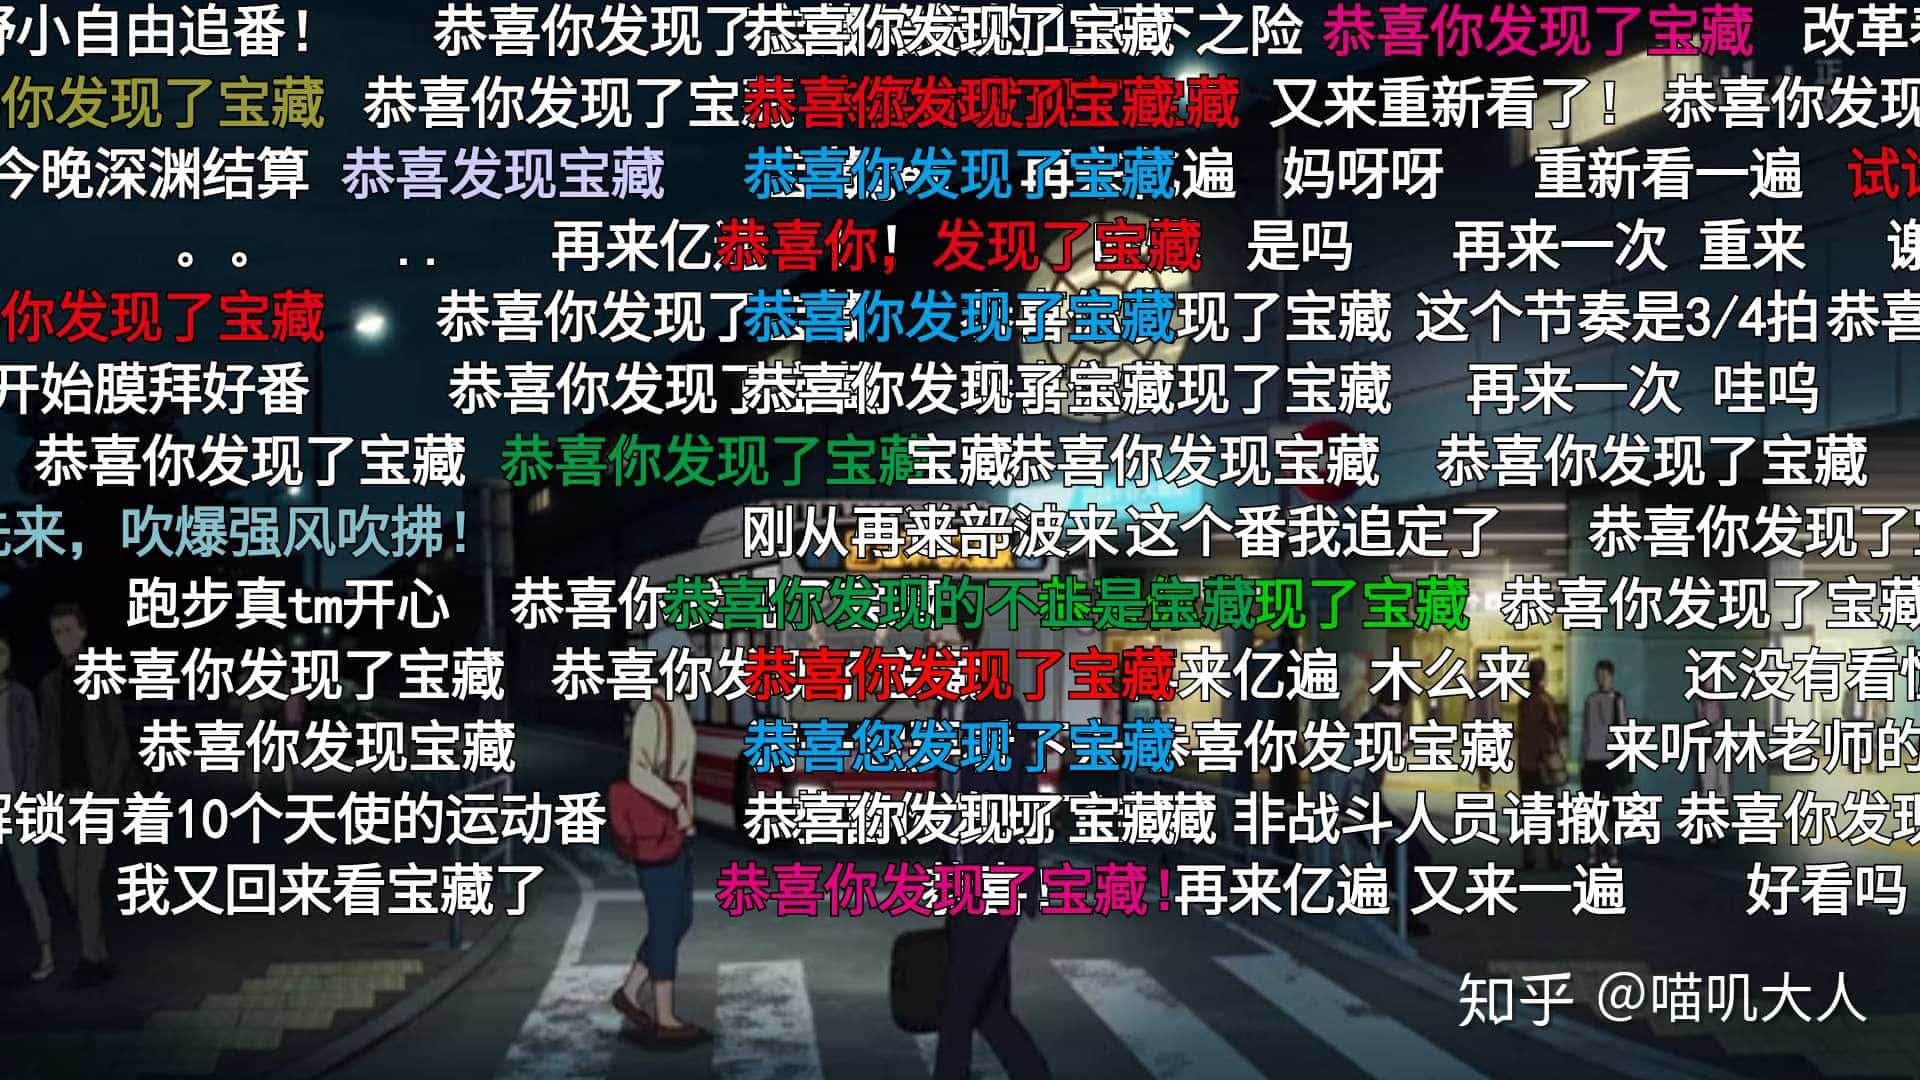 小自由追番！ 恭喜你发现了 恭喜你发现了宝藏 之险 恭喜你发现了宝藏 改革
你发现了宝藏 恭喜你发现了宝 恭喜你发现了宝藏 藏 又来重新看了！ 恭喜你发现
今晚深渊结算 恭喜发现宝藏 恭喜你发现了宝藏 遍 妈呀呀 重新看一遍 试
。。 .. 再来亿 恭喜你！发现了宝藏 是吗 再来一次 重来 谢
你发现了宝藏 恭喜你发现了 恭喜你发现了宝藏 现了宝藏 这个节奏是3/4拍 恭喜
开始膜拜好番 恭喜你发现 恭喜你发现了宝藏 现了宝藏 再来一次 哇呜
恭喜你发现了宝藏 恭喜你发现了宝藏 宝藏 恭喜你发现宝藏 恭喜你发现了宝藏
来，吹爆强风吹拂！ 刚从 再来 部 波来 这个番我追定了 恭喜你发现了
跑步真tm开心 恭喜你 恭喜你发现的不止是宝藏 现了宝藏 恭喜你发现了宝藏
恭喜你发现了宝藏 恭喜你发 恭喜你发现了宝藏 来亿遍 木么来 还没有看
恭喜你发现宝藏 恭喜您发现了宝藏 恭喜你发现宝藏 来听林老师的
解锁有着10个天使的运动番 恭喜你发现了宝藏 藏 非战斗人员请撤离 恭喜你发现
我又回来看宝藏了 恭喜你发现了宝藏！ 再来亿遍 又来一遍 好看吗
知乎 @喵叽大人